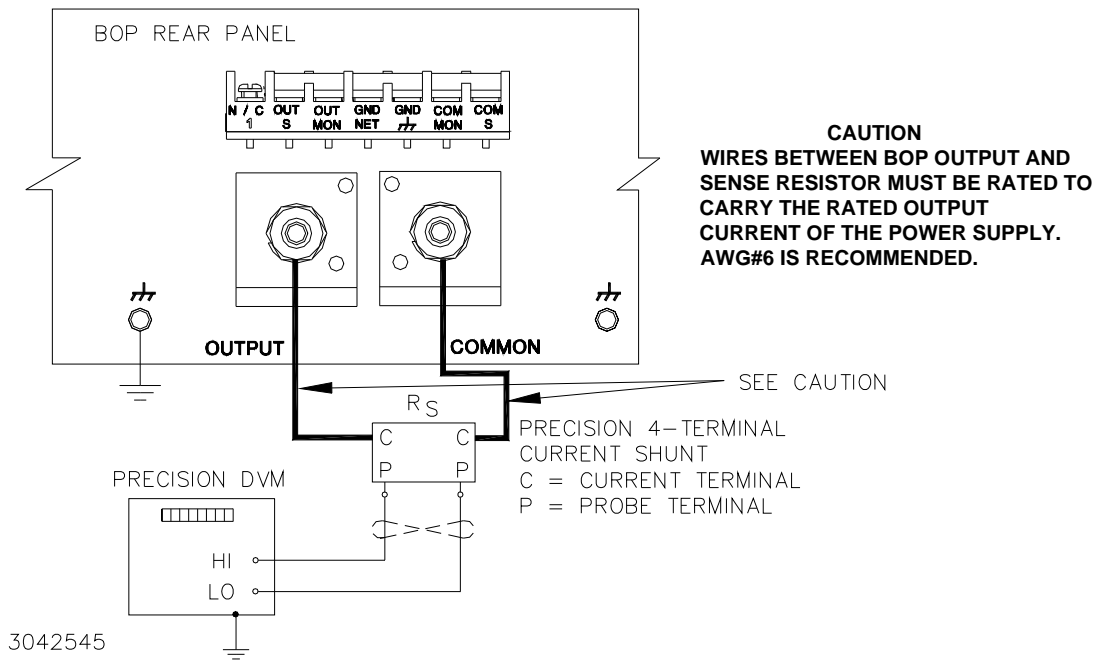 BOP REAR PANEL
N / C 1
OUT S
OUT MON
GND NET
GND
COM MON
COM S
CAUTION
WIRES BETWEEN BOP OUTPUT AND
SENSE RESISTOR MUST BE RATED TO
CARRY THE RATED OUTPUT
CURRENT OF THE POWER SUPPLY.
AWG#6 IS RECOMMENDED.
OUTPUT
COMMON
SEE CAUTION
RS
C C
P P
PRECISION 4-TERMINAL
CURRENT SHUNT
C = CURRENT TERMINAL
P = PROBE TERMINAL
PRECISION DVM
HI
LO
3042545